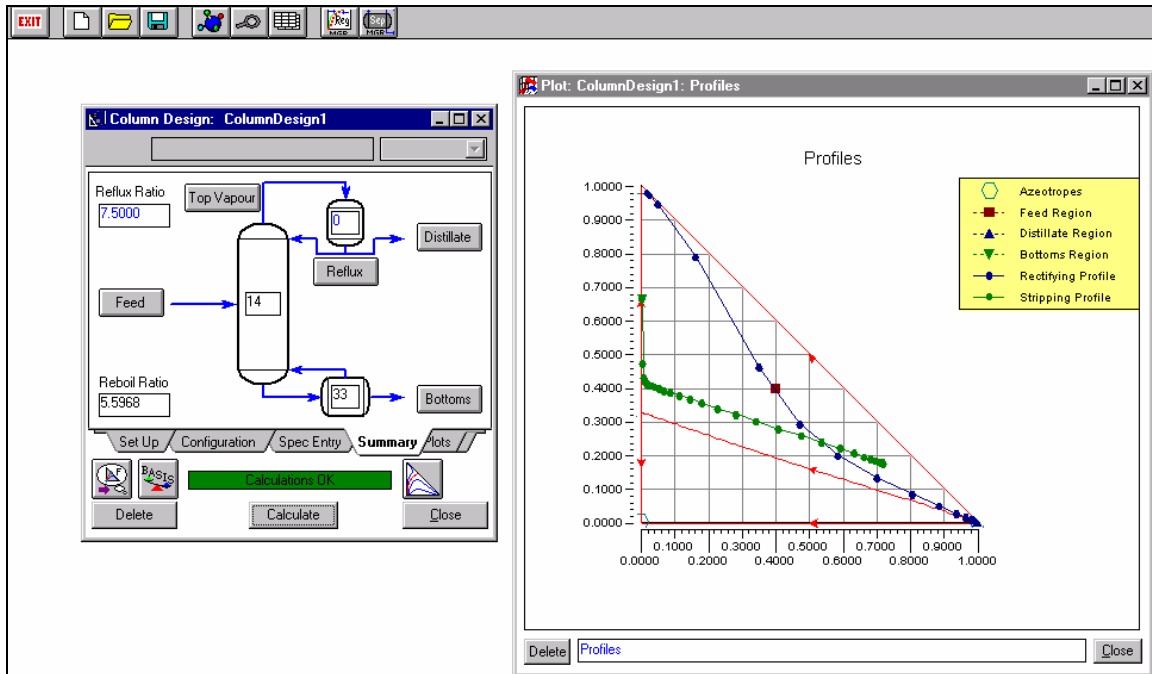 EXIT
Reg
MGR
Sep
MGR
Column Design: ColumnDesign1
Reflux Ratio
7.5000
Top Vapour
0
Distillate
Reflux
Feed
14
Reboil Ratio
5.5968
33
Bottoms
Set Up
Configuration
Spec Entry
Summary
Plots
BASIS
Calculations OK
Delete
Calculate
Close
Plot: ColumnDesign1: Profiles
Profiles
1.0000
0.9000
0.8000
0.7000
0.6000
0.5000
0.4000
0.3000
0.2000
0.1000
0.0000
0.1000 0.3000 0.5000 0.7000 0.9000
0.0000 0.2000 0.4000 0.6000 0.8000 1.0000
Azeotropes
Feed Region
Distillate Region
Bottoms Region
Rectifying Profile
Stripping Profile
Delete
Profiles
Close